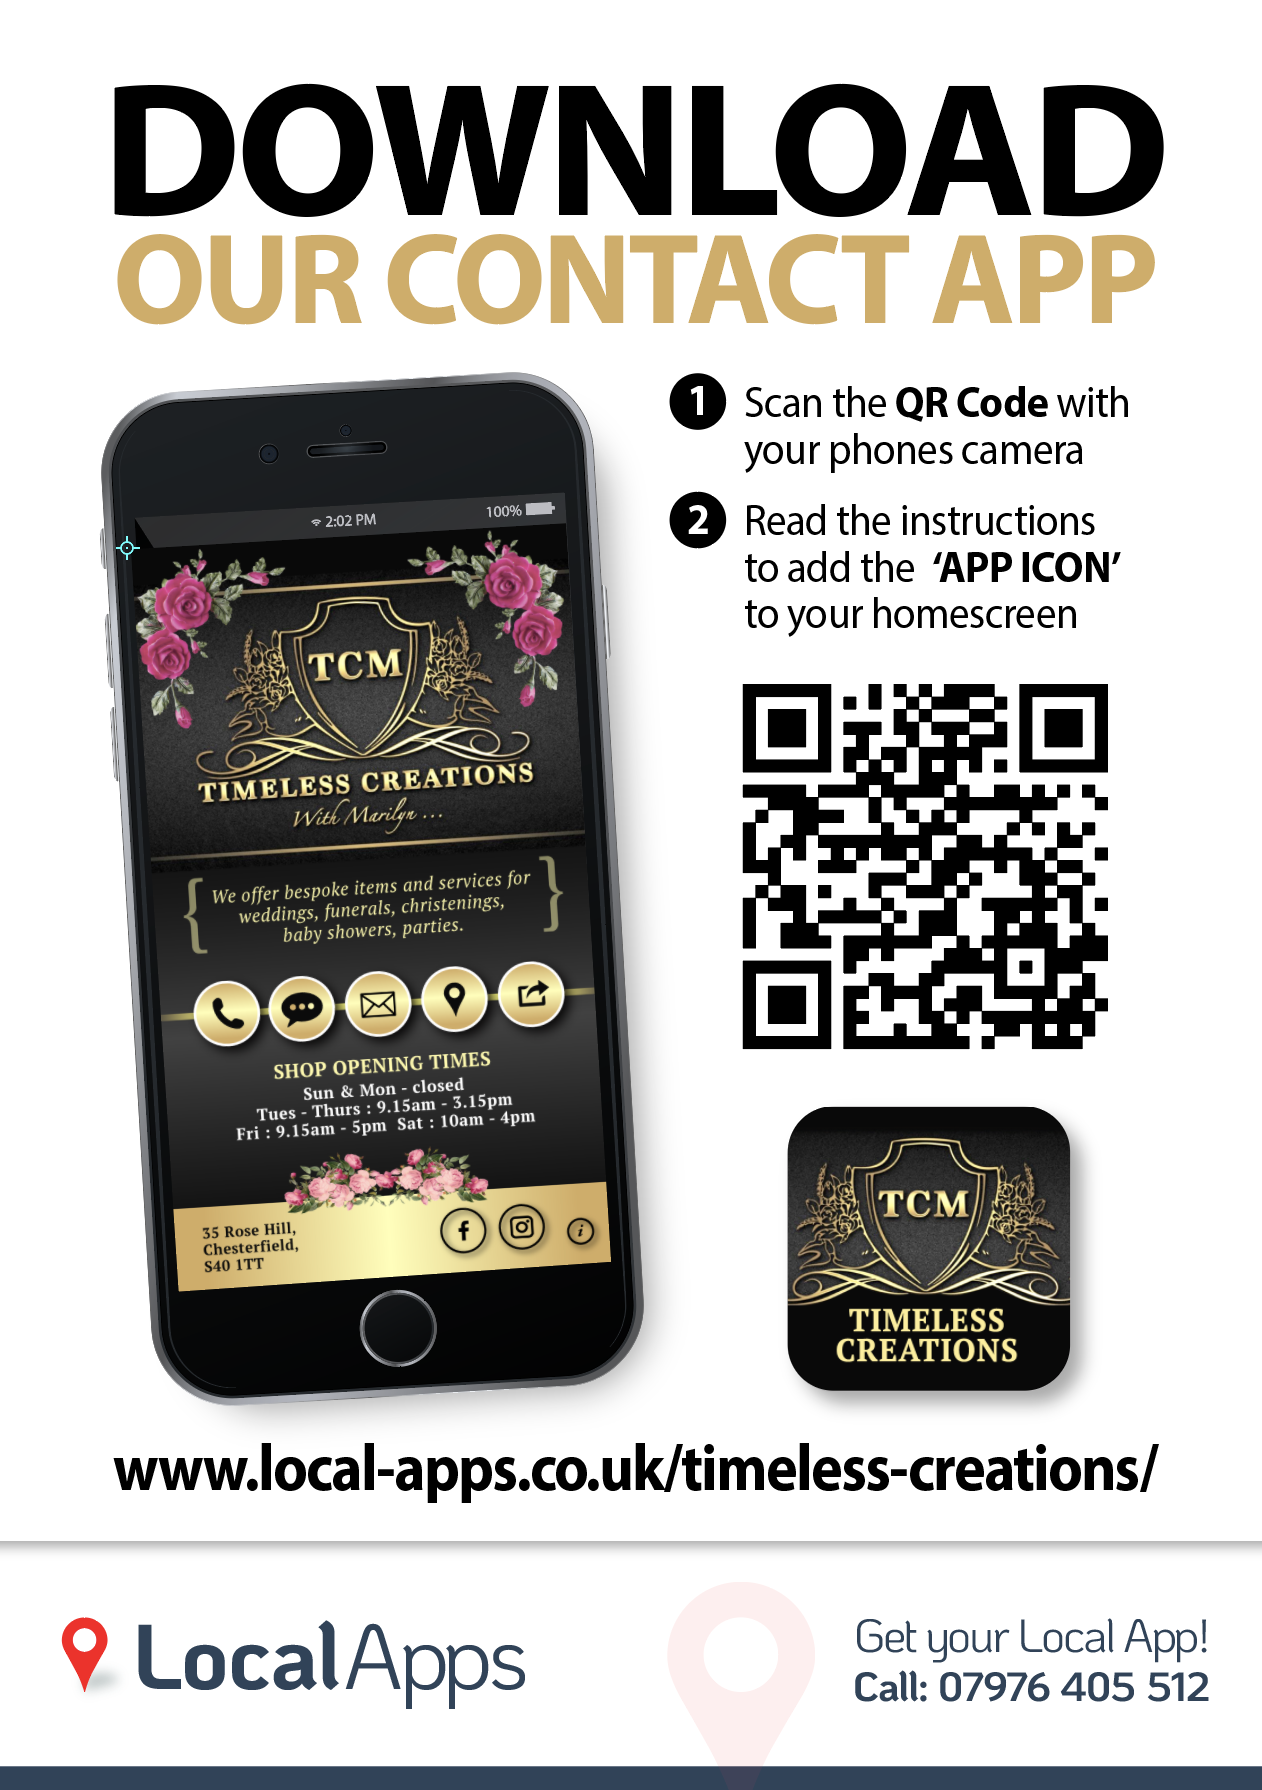 DOWNLOAD
OUR CONTACT APP
1 Scan the QR Code with
your phones camera
2 Read the instructions
to add the 'APP ICON'
to your homescreen
2:02 PM 100%
TCM
TIMELESS CREATIONS
With Marilyn ...
{ We offer bespoke items and services for }
weddings, funerals, christenings,
baby showers, parties.
SHOP OPENING TIMES
Sun & Mon - closed
Tues - Thurs : 9.15am - 3.15pm
Fri : 9.15am - 5pm Sat : 10am - 4pm
35 Rose Hill,
Chesterfield,
S40 1TT
f
i
TCM
TIMELESS
CREATIONS
www.local-apps.co.uk/timeless-creations/
LocalApps
Get your Local App!
Call: 07976 405 512